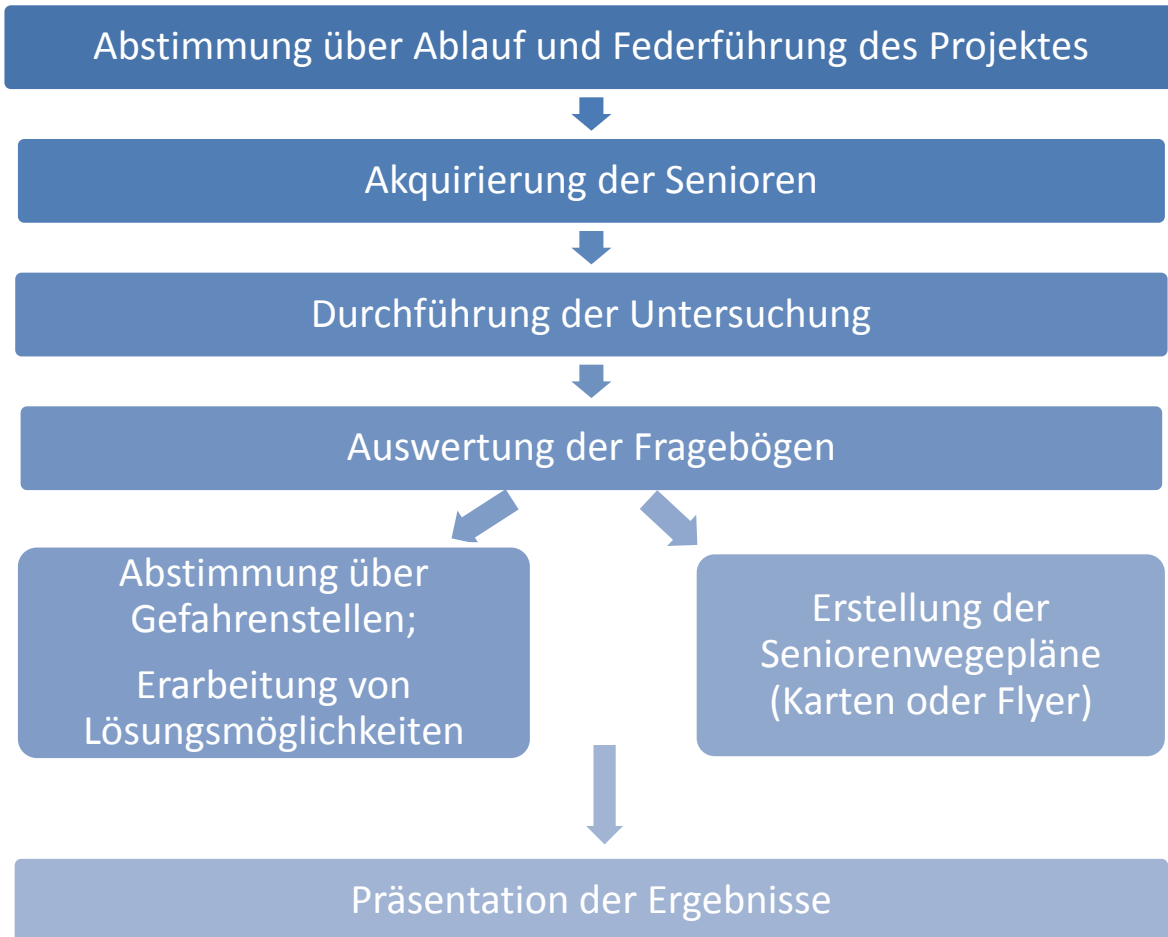 Abstimmung über Ablauf und Federführung des Projektes
Akquirierung der Senioren
Durchführung der Untersuchung
Auswertung der Fragebögen
Abstimmung über
Gefahrenstellen;
Erarbeitung von
Lösungsmöglichkeiten
Erstellung der
Seniorenwegepläne
(Karten oder Flyer)
Präsentation der Ergebnisse